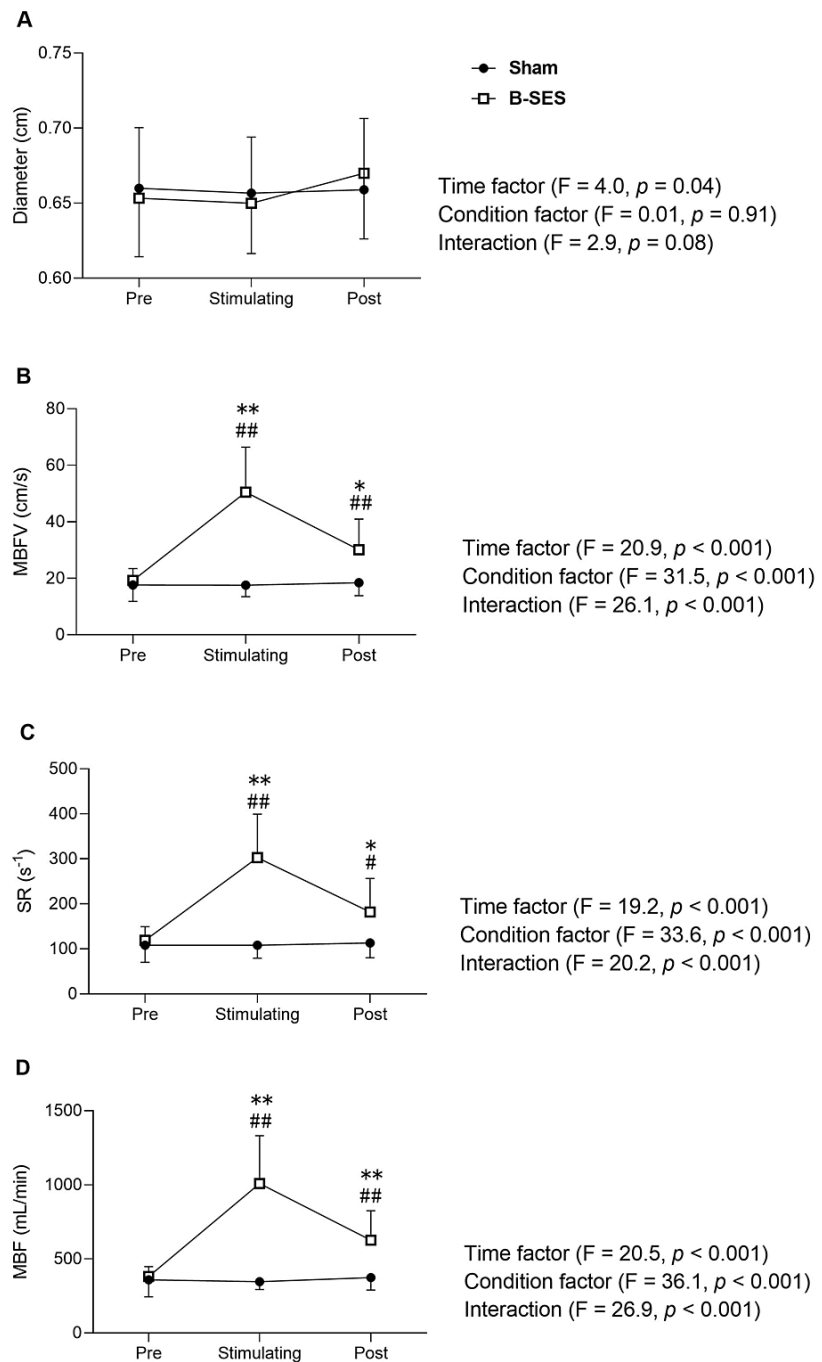 A
Diameter (cm)
0.75
0.70
0.65
0.60
Pre Stimulating Post
Sham
B-SES
Time factor (F = 4.0, p = 0.04)
Condition factor (F = 0.01, p = 0.91)
Interaction (F = 2.9, p = 0.08)
B
MBFV (cm/s)
80
60
40
20
0
**
##
*
##
Pre Stimulating Post
Time factor (F = 20.9, p < 0.001)
Condition factor (F = 31.5, p < 0.001)
Interaction (F = 26.1, p < 0.001)
C
SR (s⁻¹)
500
400
300
200
100
0
**
##
*
#
Pre Stimulating Post
Time factor (F = 19.2, p < 0.001)
Condition factor (F = 33.6, p < 0.001)
Interaction (F = 20.2, p < 0.001)
D
MBF (mL/min)
1500
1000
500
0
**
##
**
##
Pre Stimulating Post
Time factor (F = 20.5, p < 0.001)
Condition factor (F = 36.1, p < 0.001)
Interaction (F = 26.9, p < 0.001)